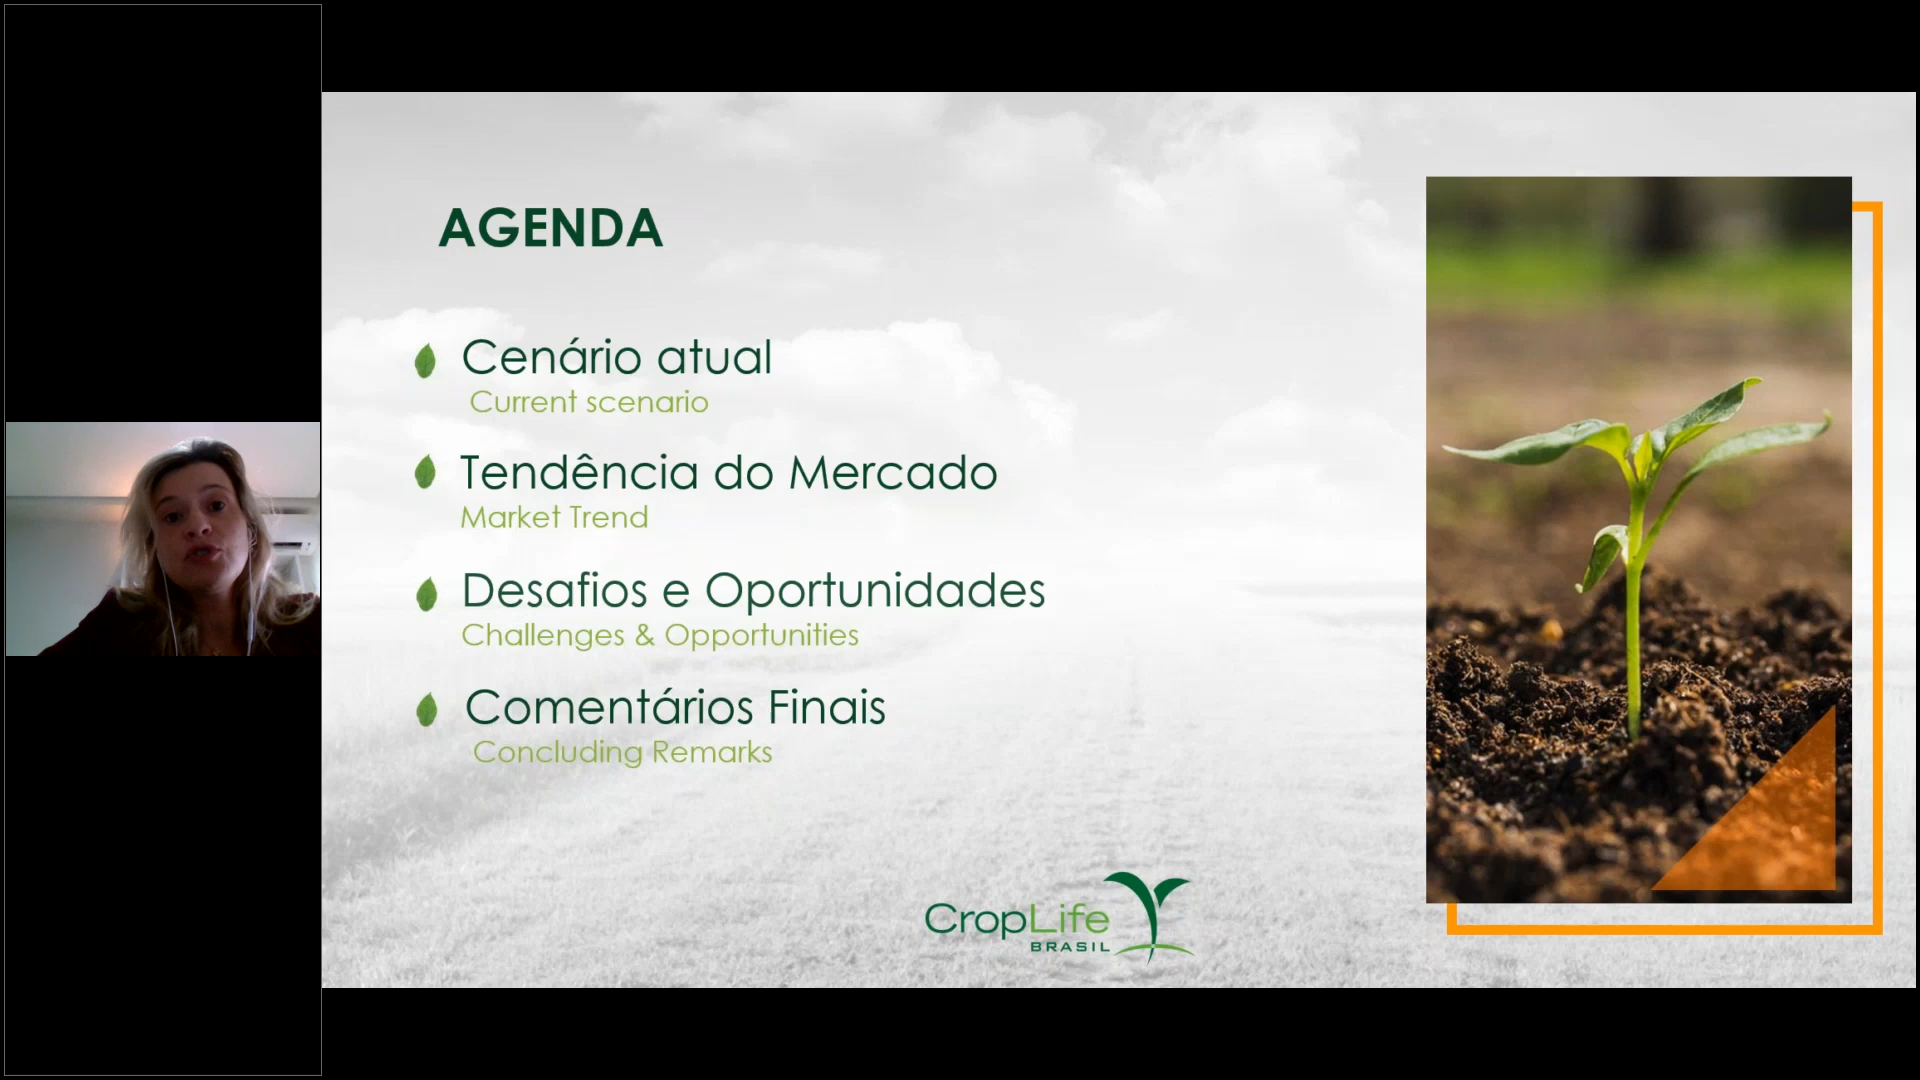 AGENDA
Cenário atual
Current scenario
Tendência do Mercado
Market Trend
Desafios e Oportunidades
Challenges & Opportunities
Comentários Finais
Concluding Remarks
CropLife
BRASIL